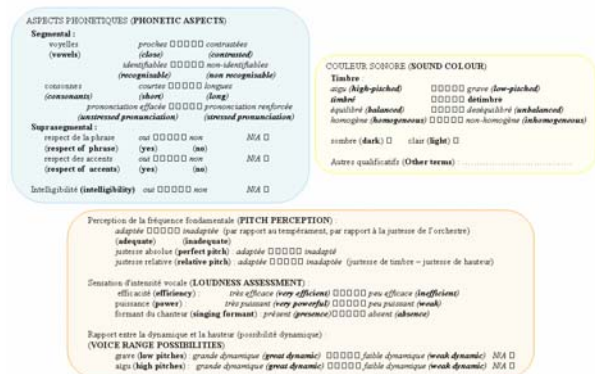 ASPECTS PHONETIQUES (PHONETIC ASPECTS)
Segmental :
voyelles proches □□□□□ contrastées
(vowels) (close) (contrasted)
identifiables □□□□□ non-identifiables
(recognisable) (non recognisable)
consonnes courtes □□□□□ longues
(consonants) (short) (long)
prononciation effacée □□□□□ prononciation renforcée
(unstressed pronunciation) (stressed pronunciation)
Suprasegmental :
respect de la phrase oui □□□□□ non N/A □
(respect of phrase) (yes) (no)
respect des accents oui □□□□□ non N/A □
(respect of accents) (yes) (no)
Intelligibilité (intelligibility) oui □□□□□ non N/A □
COULEUR SONORE (SOUND COLOUR)
Timbre :
aigu (high-pitched) □□□□□ grave (low-pitched)
timbré □□□□□ detimbre
équilibré (balanced) □□□□□ deséquilibré (unbalanced)
homogène (homogeneous) □□□□□ non-homogène (inhomogeneous)
sombre (dark) □ clair (light) □
Autres qualificatifs (Other terms) : ..............................
Perception de la fréquence fondamentale (PITCH PERCEPTION)
adaptée □□□□□ inadaptée (par rapport au tempérament, par rapport à la justesse de l'orchestre)
(adequate) (inadequate)
justesse absolue (perfect pitch) : adaptée □□□□□ inadapté
justesse relative (relative pitch) : adaptée □□□□□ inadaptée (justesse de timbre – justesse de hauteur)
Sensation d'intensité vocale (LOUDNESS ASSESSMENT)
efficacité (efficiency) : très efficace (very efficient) □□□□□ peu efficace (inefficient)
puissance (power) : très puissant (very powerful) □□□□□ peu puissant (weak)
formant du chanteur (singing formant) : présent (presence) □□□□□ absent (absence)
Rapport entre la dynamique et la hauteur (possibilité dynamique)
(VOICE RANGE POSSIBILITIES)
grave (low pitches) : grande dynamique (great dynamic) □□□□□ faible dynamique (weak dynamic) N/A □
aigu (high pitches) : grande dynamique (great dynamic) □□□□□ faible dynamique (weak dynamic) N/A □